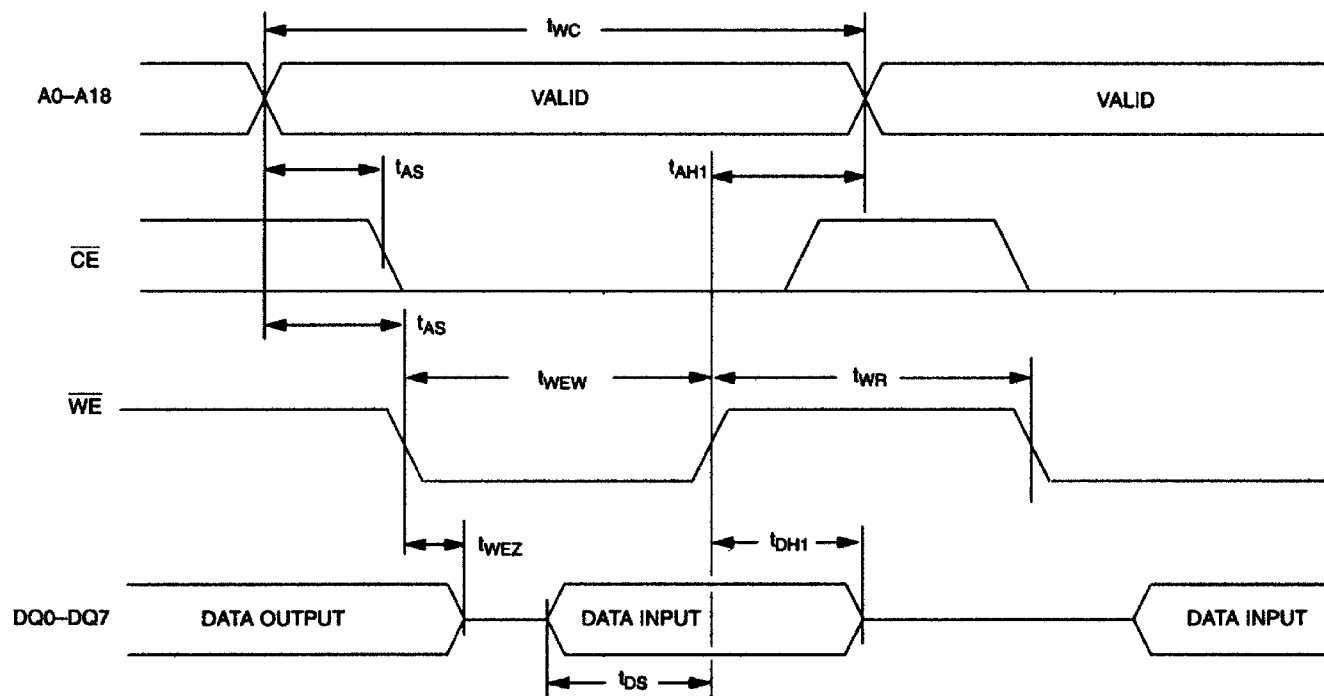 tWC
A0–A18
VALID
VALID
tAS
tAH1
CE
tAS
tWEW
tWR
WE
tWEZ
tDH1
DQ0–DQ7
DATA OUTPUT
DATA INPUT
DATA INPUT
tDS